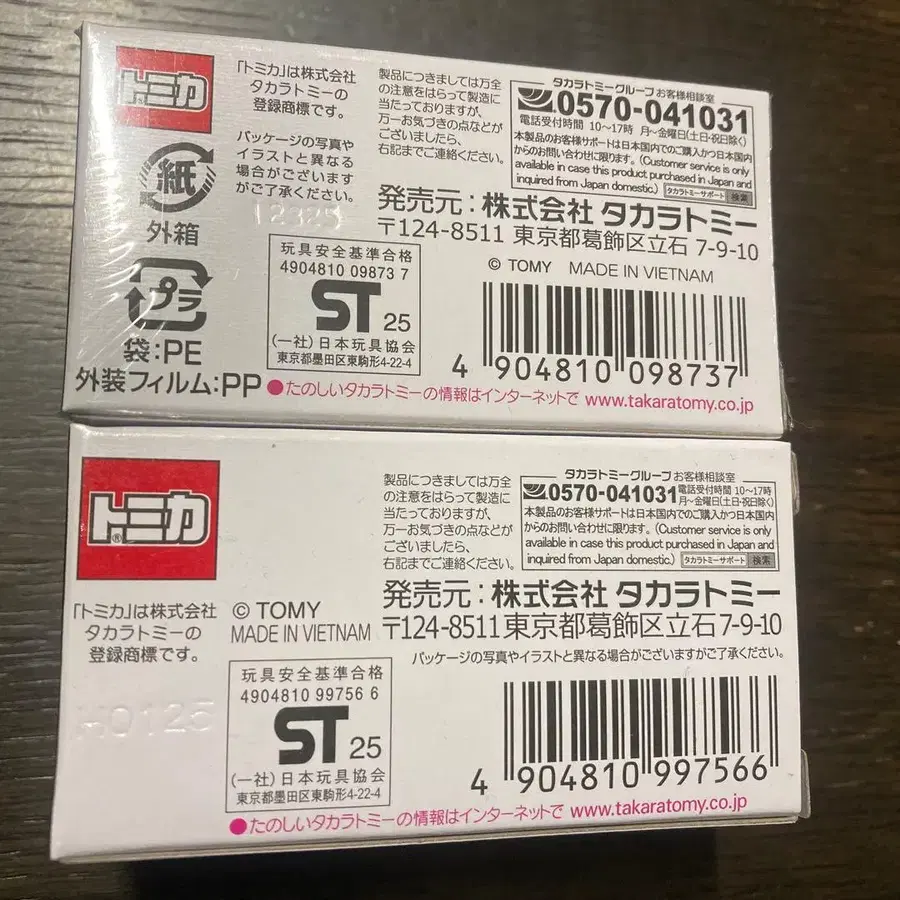 トミカ
「トミカ」は株式会社
タカラトミーの
登録商標です。
パッケージの写真や
イラストと異なる
場合がございます
がご了承ください。
12325
紙
外箱
プラ
袋:PE
外装フィルム:PP
製品につきましては万全
の注意をはらって製造に
当たっておりますが、
万一お気づきの点などが
ございましたら、
右記までご連絡ください。
タカラトミーグループ お客様相談室
0570-041031
電話受付時間 10〜17時 月〜金曜日(土日・祝日除く)
本製品のお客様サポートは日本国内でのご購入かつ日本国内
からのお問い合わせに限ります。(Customer service is only
available in case this product purchased in Japan and
inquired from Japan domestic.) タカラトミーサポート 検索
発売元:株式会社 タカラトミー
〒124-8511 東京都葛飾区立石 7-9-10
© TOMY MADE IN VIETNAM
玩具安全基準合格
4904810 09873 7
ST 25
(一社)日本玩具協会
東京都墨田区東駒形4-22-4
4 904810 098737
●たのしいタカラトミーの情報はインターネットで www.takaratomy.co.jp
トミカ®
「トミカ」は株式会社
タカラトミーの
登録商標です。
H0125
© TOMY
MADE IN VIETNAM
製品につきましては万全
の注意をはらって製造に
当たっておりますが、
万一お気づきの点などが
ございましたら、
右記までご連絡ください。
タカラトミーグループ お客様相談室
0570-041031 電話受付時間 10〜17時
月〜金曜日(土日・祝日除く)
本製品のお客様サポートは日本国内でのご購入かつ日本国内
からのお問い合わせに限ります。(Customer service is only
available in case this product purchased in Japan and
inquired from Japan domestic.) タカラトミーサポート 検索
発売元:株式会社 タカラトミー
〒124-8511 東京都葛飾区立石 7-9-10
パッケージの写真やイラストと異なる場合がございますがご了承ください。
玩具安全基準合格
4904810 99756 6
ST 25
(一社)日本玩具協会
東京都墨田区東駒形4-22-4
4 904810 997566
●たのしいタカラトミーの情報はインターネットで www.takaratomy.co.jp